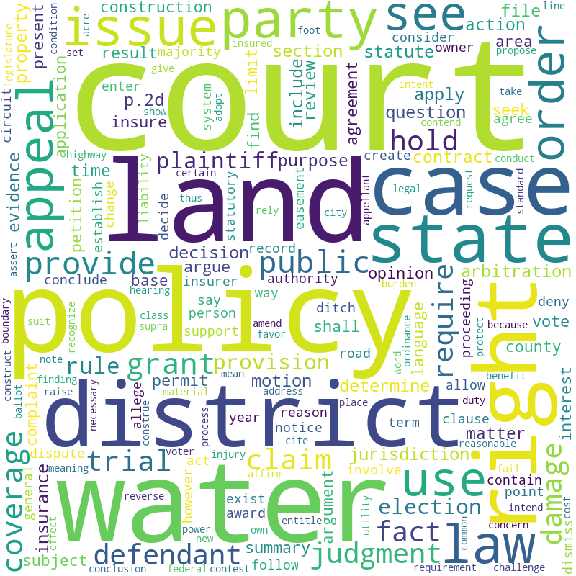 construction
issue
party
see
file
line
property
legislature
acre
present
condition
set
insured
foot
result
majority
give
section
limit
consider
statute
action
owner
area
propose
court
enter
p.2d
insure
show
system
adopt
find
include
review
agreement
intent
contend
apply
question
take
agree
seek
conduct
order
circuit
appeal
application
highway
time
change
plaintiff
purpose
hold
create
contract
certain
liability
land
case
evidence
petition
establish
thus
decide
statutory
rely
city
easement
appellant
legal
request
standard
state
assert
provide
conclude
hearing
recognize
decision
argue
base
insurer
record
public
authority
opinion
burden
arbitration
deny
because
protect
vote
proceeding
require
right
policy
suit
boundary
construct
class
supra
say
person
support
amend
favor
way
ditch
shall
road
word
ordinance
language
county
benefit
note
finding
raise
ballot
rule
grant
provision
mean
determine
allow
duty
reasonable
interest
complaint
necessary
allege
construe
permit
material
motion
address
place
district
year
reason
notice
cite
term
clause
matter
contain
point
intend
fail
coverage
dispute
meaning
effect
general
insurance
trial
voter
process
injury
affirm
act
however
claim
jurisdiction
involve
use
damage
dismiss
water
reverse
exist
award
own
entitle
argument
utility
election
fact
law
common
concern
cost
subject
defendant
power
new
federal
contest
conclusion
summary
follow
judgment
requirement
challenge